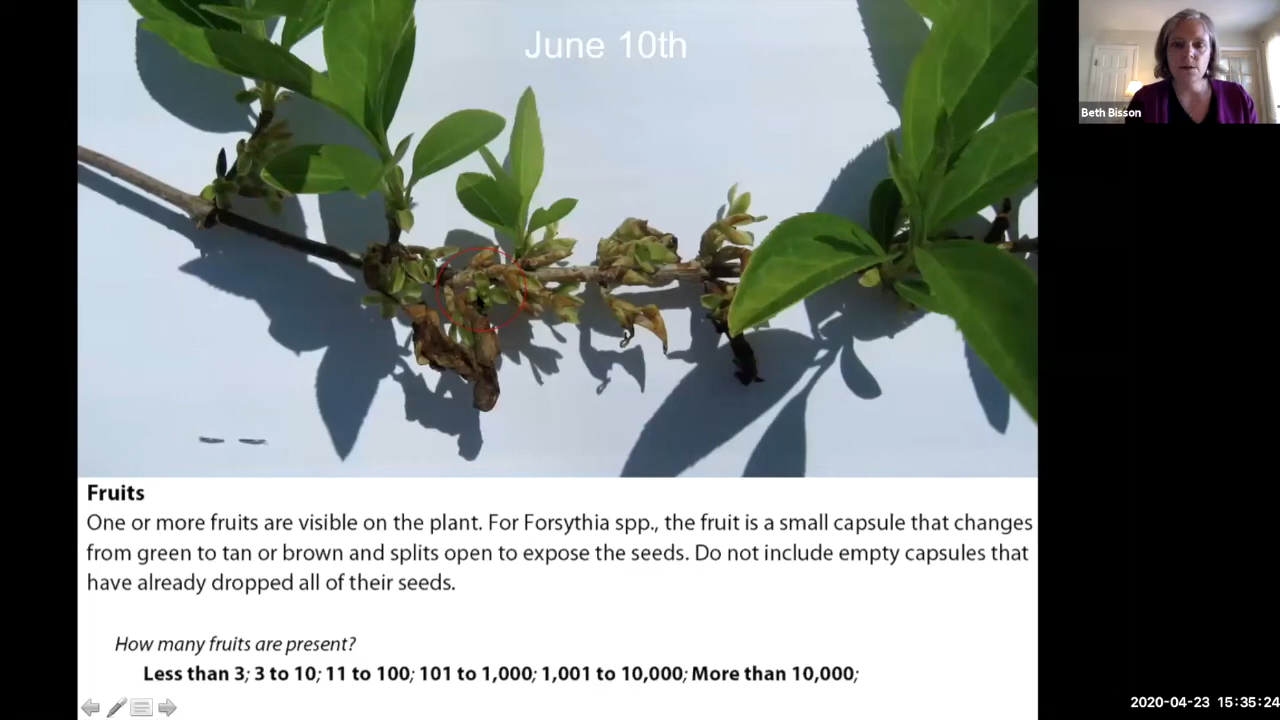 June 10th
Beth Bisson
Fruits
One or more fruits are visible on the plant. For Forsythia spp., the fruit is a small capsule that changes
from green to tan or brown and splits open to expose the seeds. Do not include empty capsules that
have already dropped all of their seeds.
How many fruits are present?
Less than 3; 3 to 10; 11 to 100; 101 to 1,000; 1,001 to 10,000; More than 10,000;
2020-04-23 15:35:24